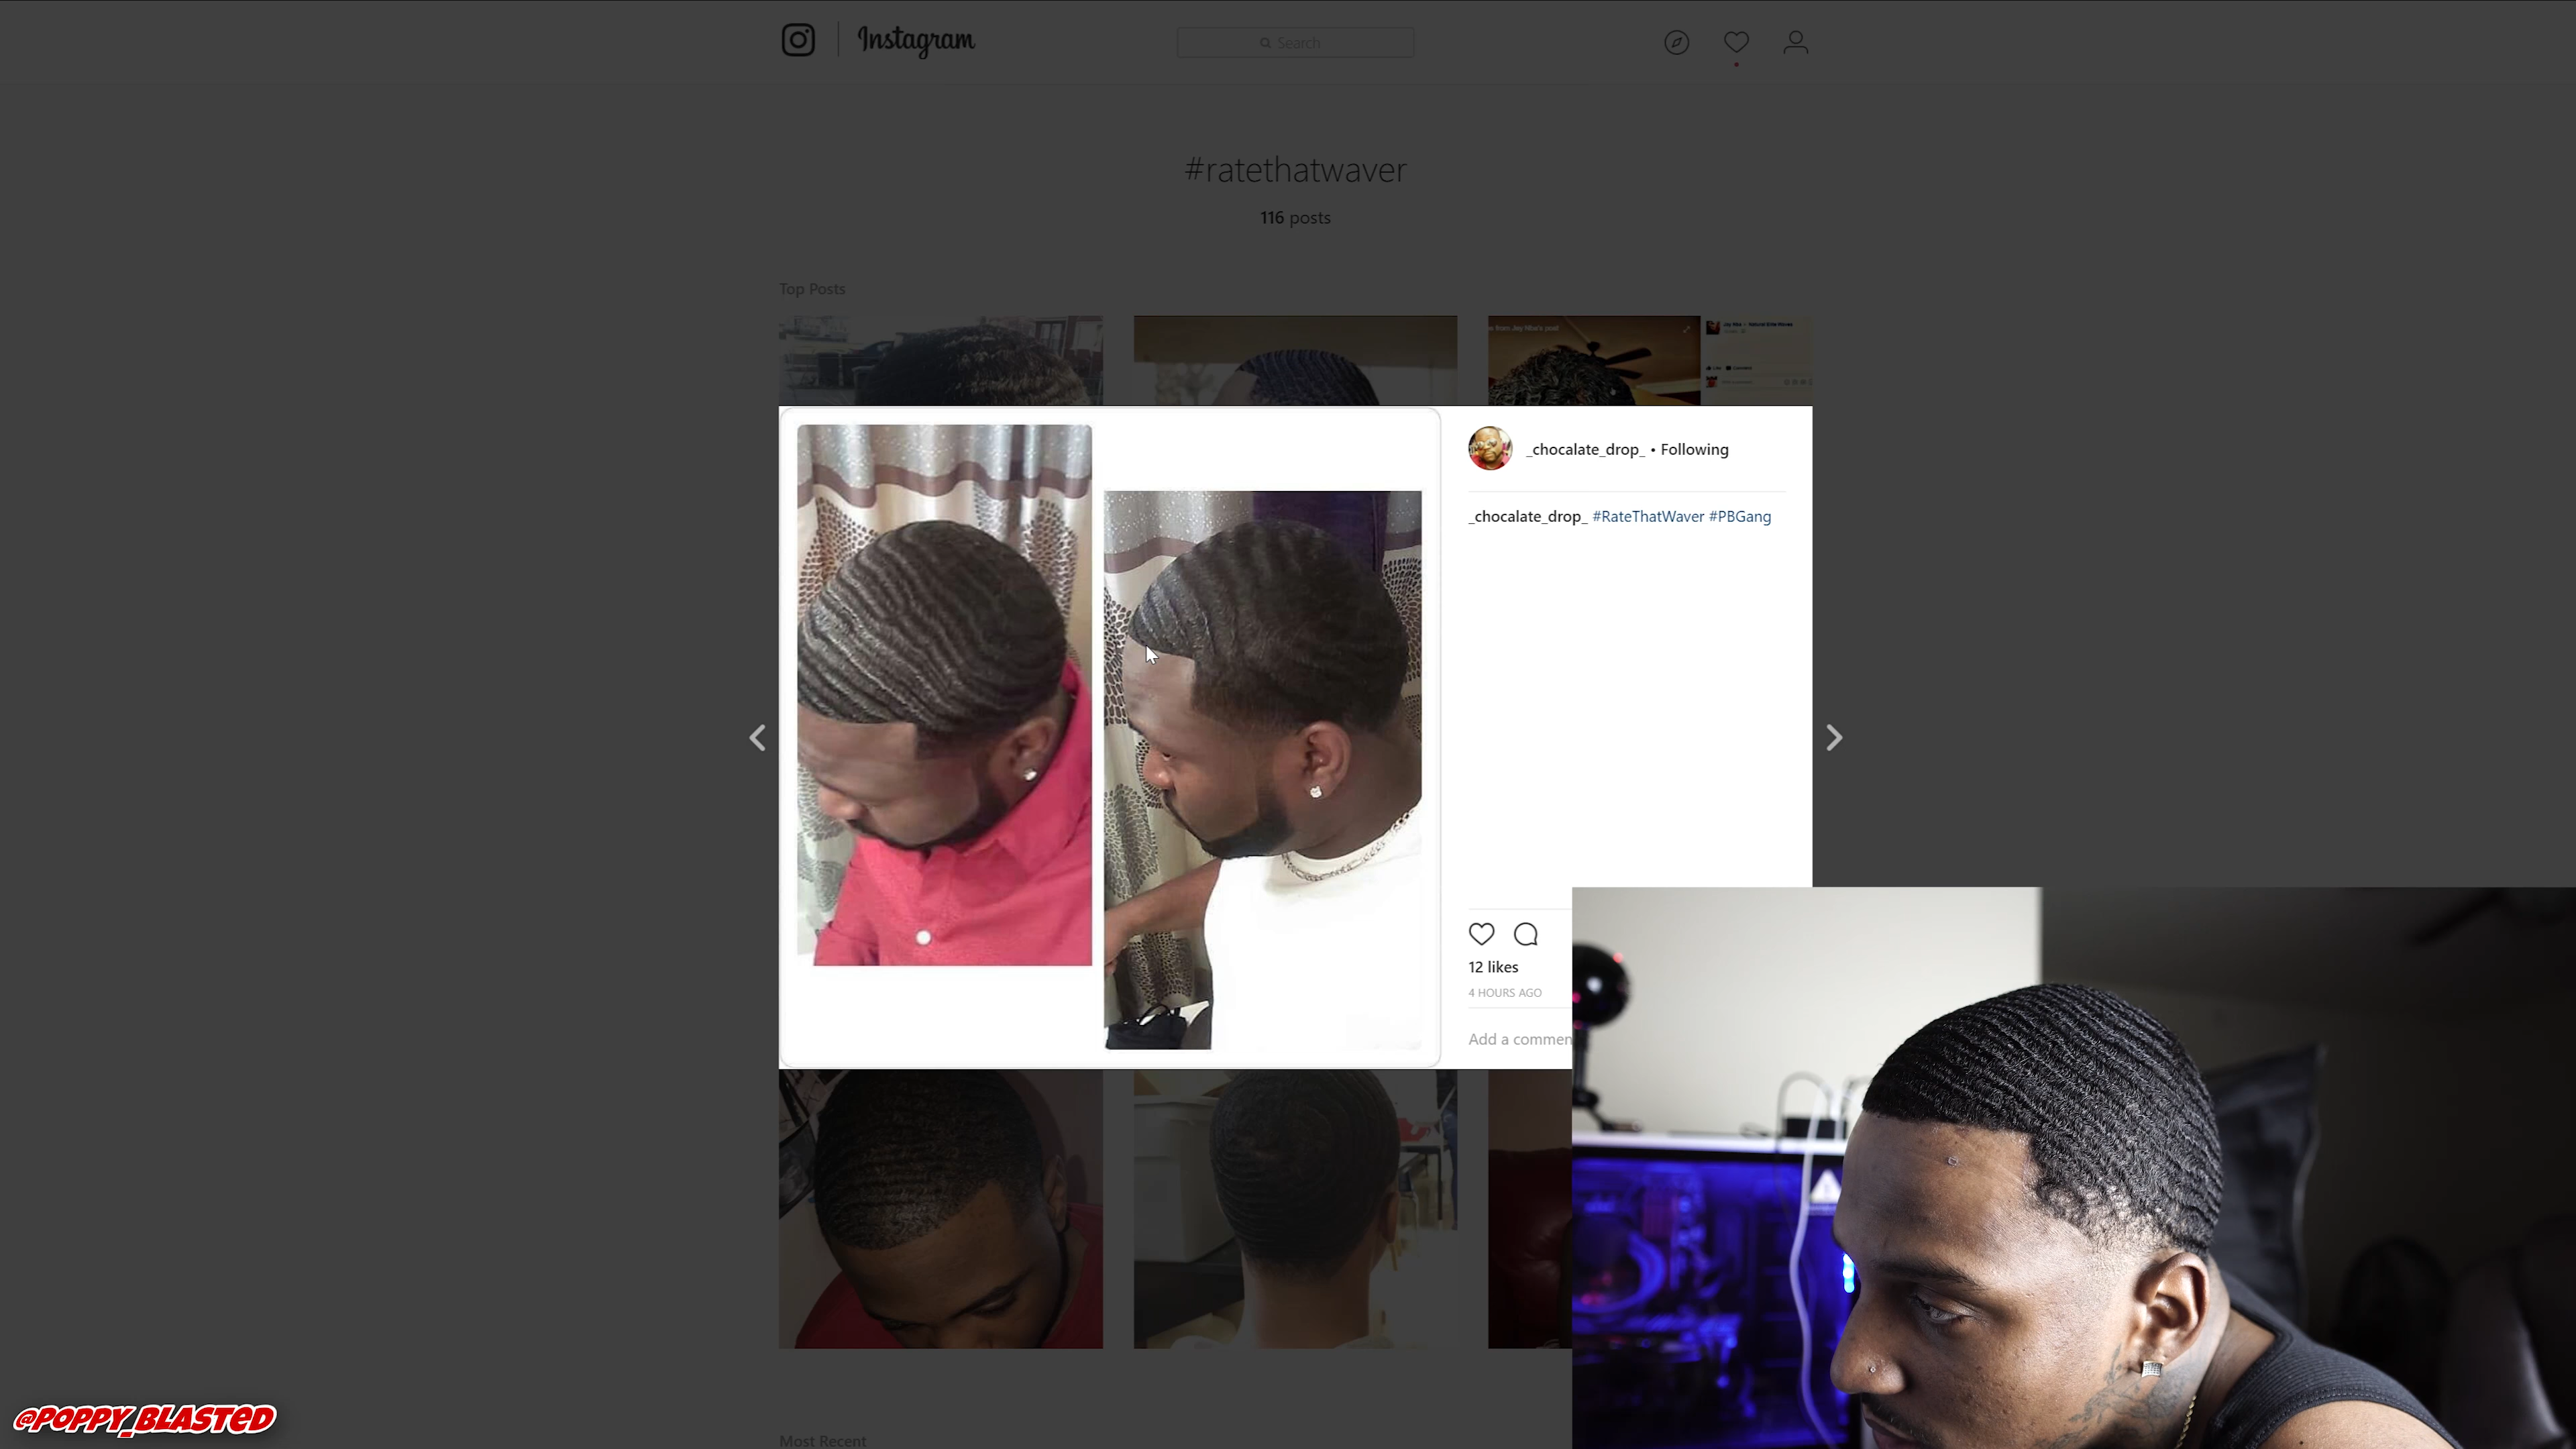 Instagram
Search
#ratethatwaver
116 posts
Top Posts
_chocalate_drop_ • Following
_chocalate_drop_ #RateThatWaver #PBGang
12 likes
4 HOURS AGO
Add a commen
@POPPY_BLASTED
Most Recent